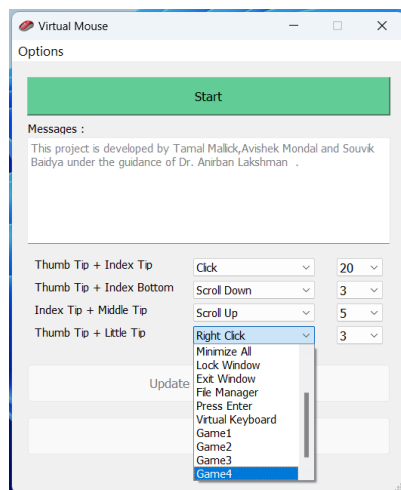 Virtual Mouse
Options
Start
Messages :
This project is developed by Tamal Mallick,Avishek Mondal and Souvik
Baidya under the guidance of Dr. Anirban Lakshman  .
Thumb Tip + Index Tip Click 20
Thumb Tip + Index Bottom Scroll Down 3
Index Tip + Middle Tip Scroll Up 5
Thumb Tip + Little Tip Right Click 3
Minimize All
Lock Window
Exit Window
File Manager
Update
Press Enter
Virtual Keyboard
Game1
Game2
Game3
Game4